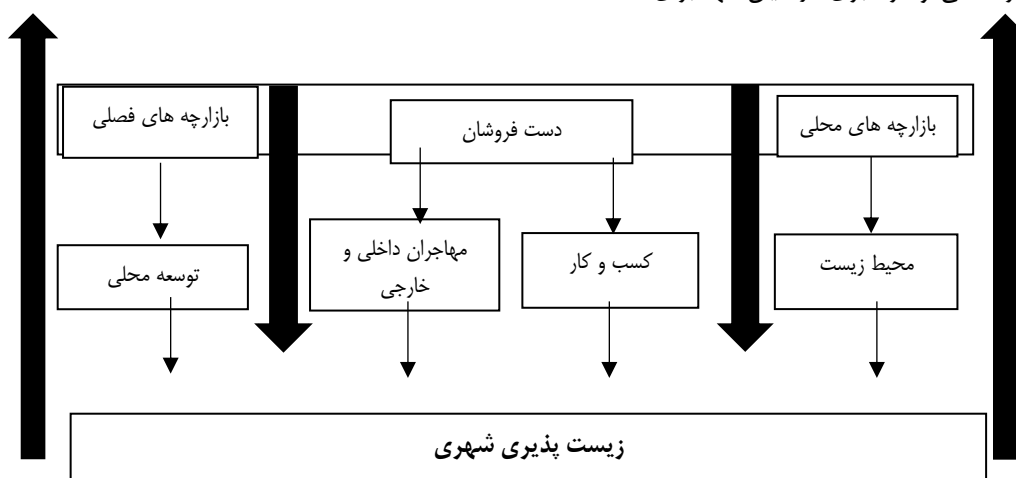 بازارچه های محلی
دست فروشان
بازارچه های فصلی
محیط زیست
کسب و کار
مهاجران داخلی و
خارجی
توسعه محلی
زیست پذیری شهری